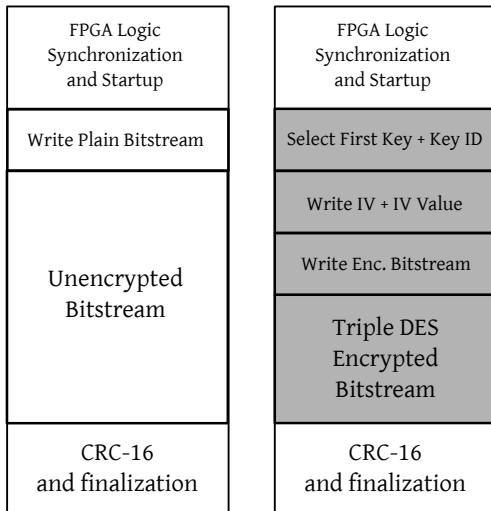 FPGA Logic
Synchronization
and Startup
Write Plain Bitstream
Unencrypted
Bitstream
CRC-16
and finalization
FPGA Logic
Synchronization
and Startup
Select First Key + Key ID
Write IV + IV Value
Write Enc. Bitstream
Triple DES
Encrypted
Bitstream
CRC-16
and finalization